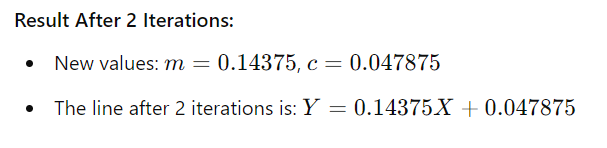 Result After 2 Iterations:
• New values: m = 0.14375, c = 0.047875
• The line after 2 iterations is: Y = 0.14375X + 0.047875